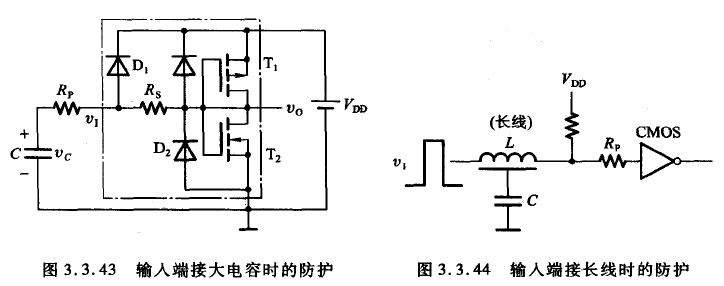 D₁
T₁
R_P
R_S
v_I
v_O
V_DD
+
C
v_C
−
D₂
T₂
图 3.3.43 输入端接大电容时的防护
V_DD
(长线)
L
CMOS
R_P
v_i
C
图 3.3.44 输入端接长线时的防护